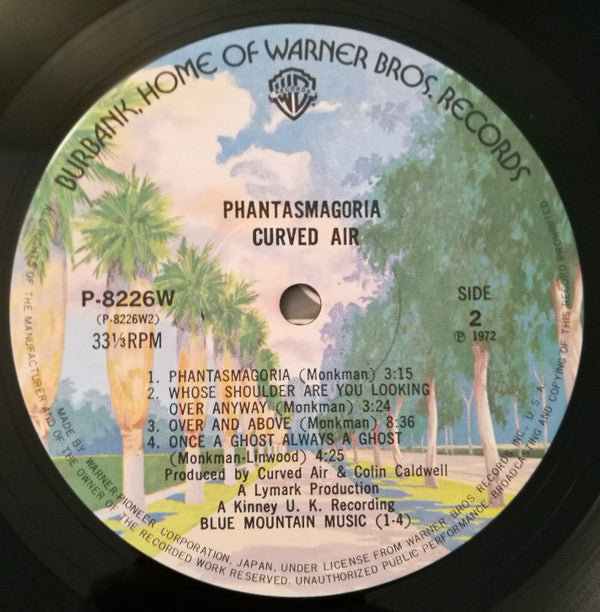 BURBANK, HOME OF WARNER BROS. RECORDS
WB
RECORDS
PHANTASMAGORIA
CURVED AIR
P-8226W
(P-8226W2)
33⅓RPM
SIDE
2
Ⓟ 1972
1. PHANTASMAGORIA (Monkman) 3:15
2. WHOSE SHOULDER ARE YOU LOOKING
OVER ANYWAY (Monkman) 3:24
3. OVER AND ABOVE (Monkman) 8:36
4. ONCE A GHOST ALWAYS A GHOST
(Monkman-Linwood) 4:25
Produced by Curved Air & Colin Caldwell
A Lymark Production
A Kinney U. K. Recording
BLUE MOUNTAIN MUSIC (1-4)
MADE BY WARNER-PIONEER CORPORATION, JAPAN, UNDER LICENSE FROM WARNER BROS. RECORDS INC., U.S.A.
OF THE MANUFACTURER AND OF THE OWNER OF THE RECORDED WORK RESERVED. UNAUTHORIZED PUBLIC PERFORMANCE, BROADCASTING AND COPYING OF THIS RECORD PROHIBITED